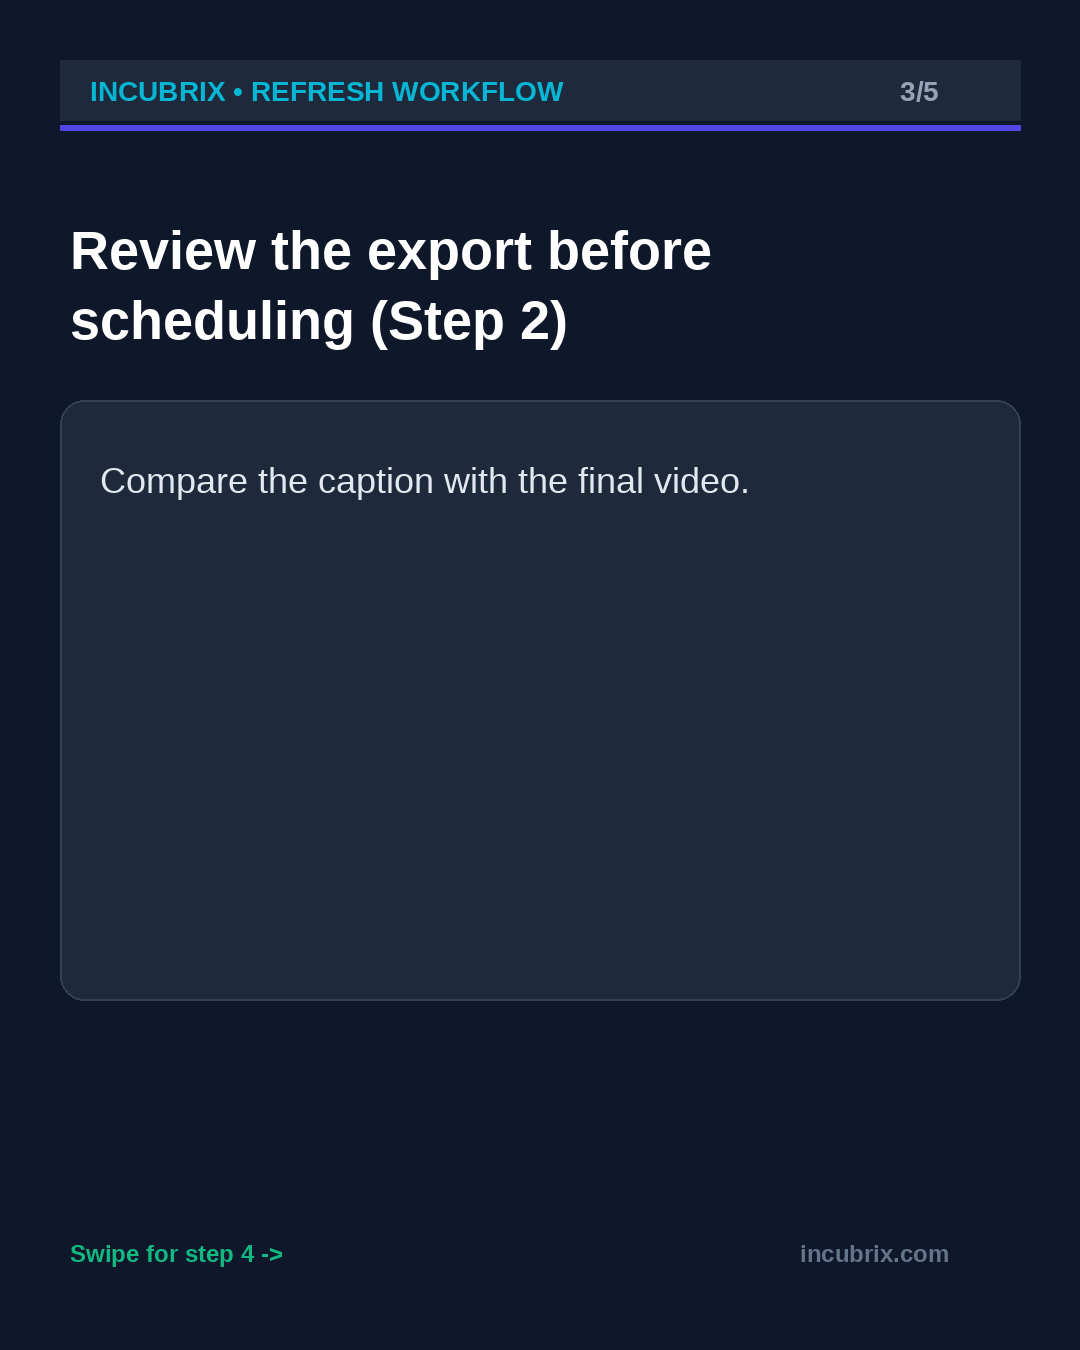 INCUBRIX • REFRESH WORKFLOW 3/5
Review the export before
scheduling (Step 2)
Compare the caption with the final video.
Swipe for step 4 -> incubrix.com